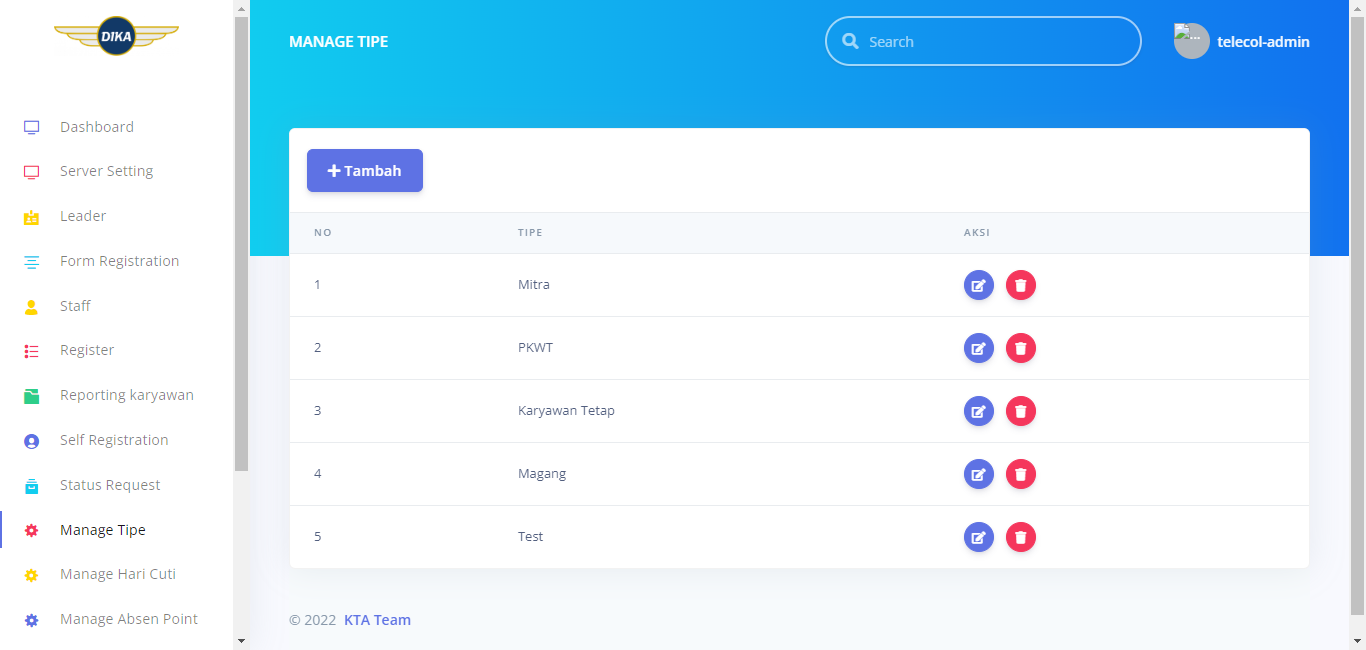 DIKA
Dashboard
Server Setting
Leader
Form Registration
Staff
Register
Reporting karyawan
Self Registration
Status Request
Manage Tipe
Manage Hari Cuti
Manage Absen Point
MANAGE TIPE
Search
... telecol-admin
Tambah
NO TIPE AKSI
1 Mitra
2 PKWT
3 Karyawan Tetap
4 Magang
5 Test
© 2022 KTA Team